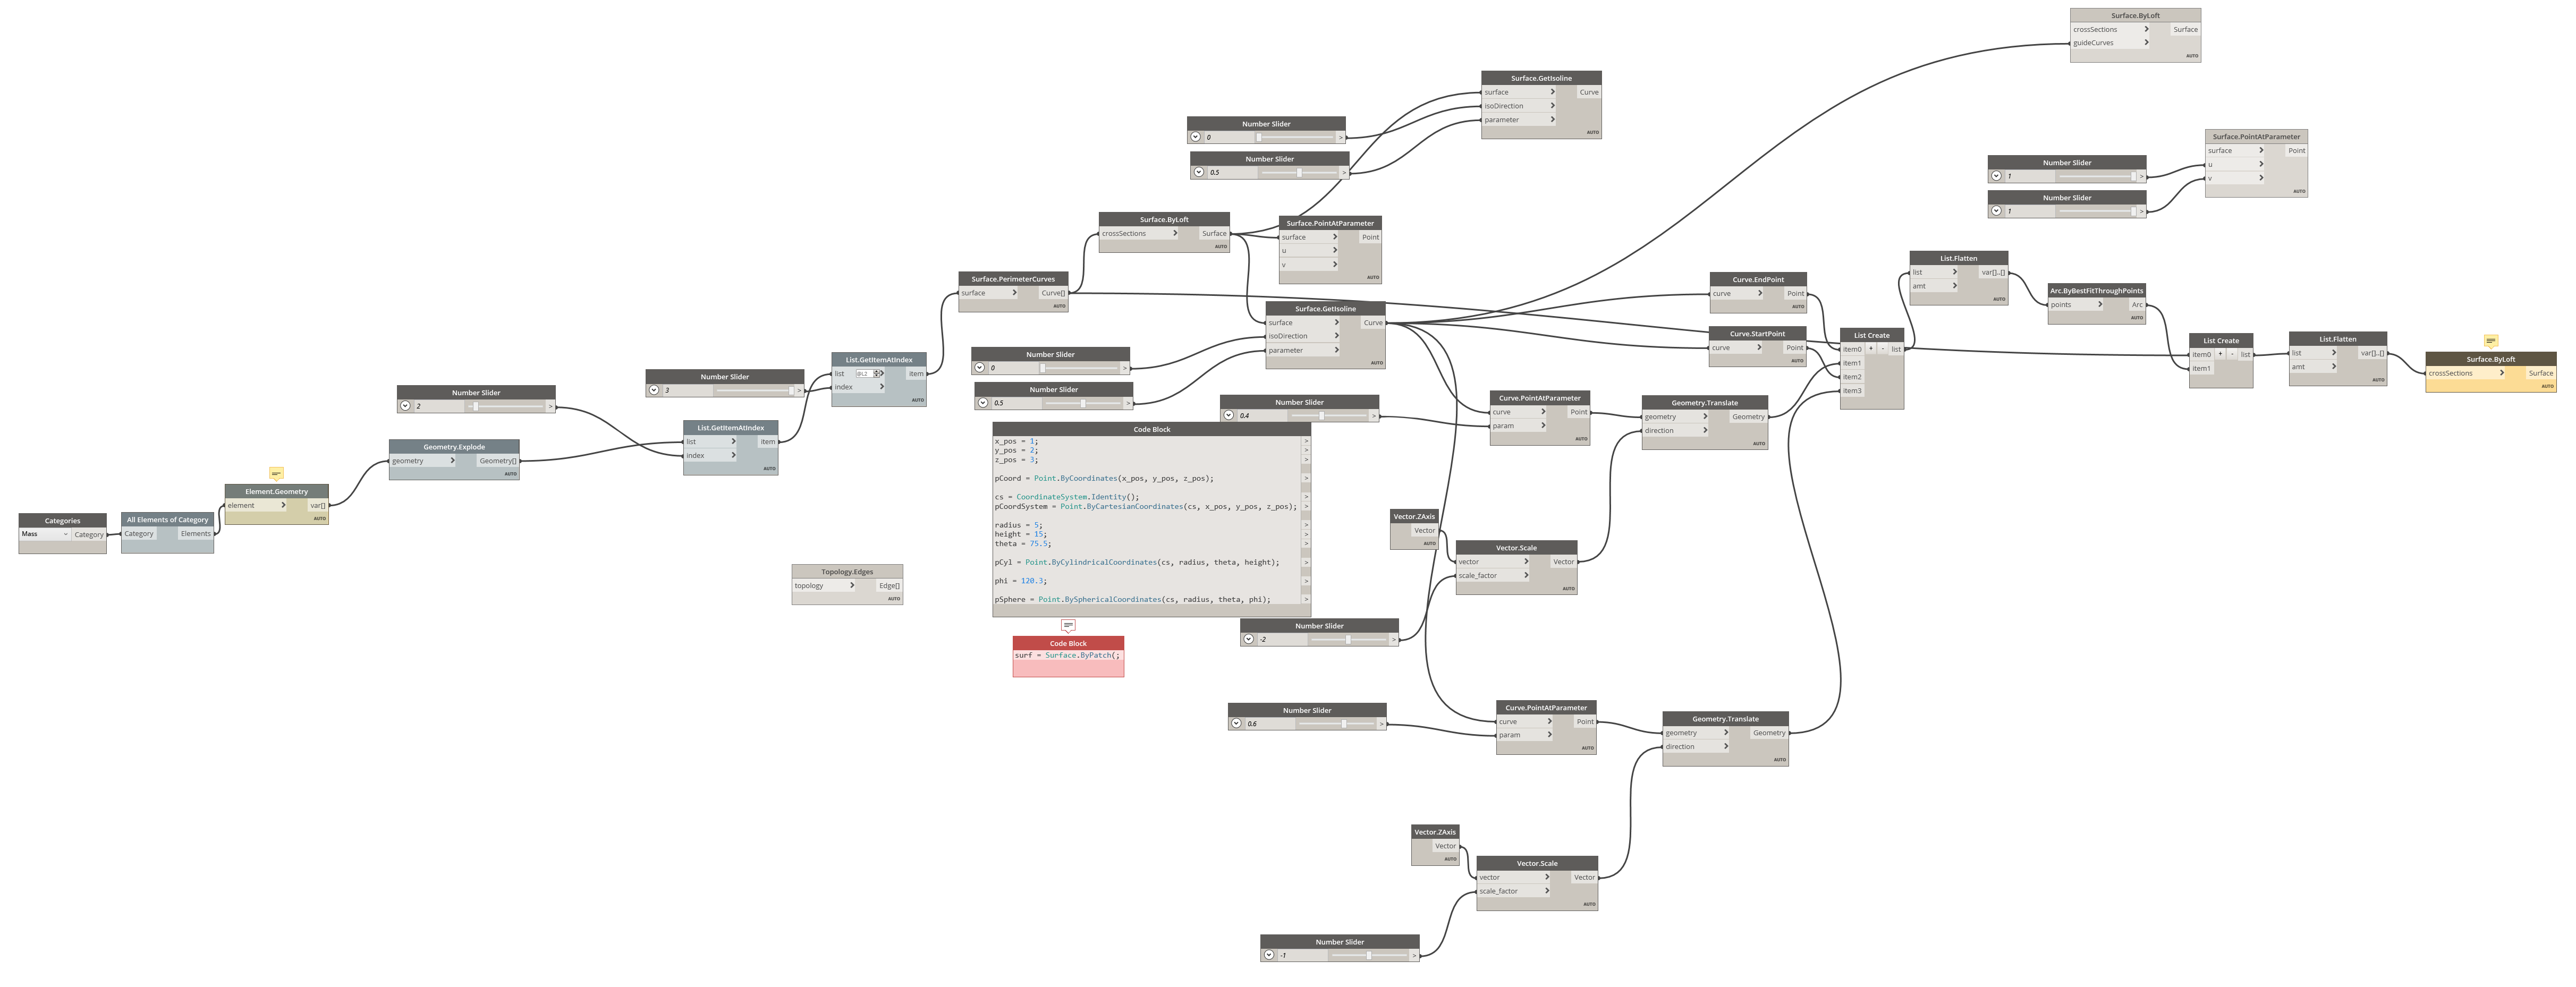 Surface.ByLoft
crossSections > Surface
guideCurves >
AUTO
Surface.GetIsoline
surface > Curve
isoDirection >
parameter >
AUTO
Number Slider
0 >
Number Slider
0.5 >
Surface.PointAtParameter
surface > Point
u >
v >
AUTO
Number Slider
1 >
Number Slider
1 >
Surface.ByLoft
crossSections > Surface
AUTO
Surface.PointAtParameter
surface > Point
u >
v >
AUTO
List.Flatten
list > var[]..[]
amt >
AUTO
Surface.PerimeterCurves
surface > Curve[]
AUTO
Curve.EndPoint
curve > Point
AUTO
Arc.ByBestFitThroughPoints
points > Arc
AUTO
Surface.GetIsoline
surface > Curve
isoDirection >
parameter >
AUTO
Curve.StartPoint
curve > Point
AUTO
List Create
item0 + - list
item1
item2
item3
List Create
item0 + - list
item1
List.Flatten
list > var[]..[]
amt >
AUTO
Surface.ByLoft
crossSections > Surface
AUTO
Number Slider
0 >
Number Slider
0.5 >
List.GetItemAtIndex
list @L2 > item
index >
AUTO
Number Slider
3 >
Number Slider
2 >
Number Slider
0.4 >
Curve.PointAtParameter
curve > Point
param >
AUTO
Geometry.Translate
geometry > Geometry
direction >
AUTO
List.GetItemAtIndex
list > item
index >
AUTO
Geometry.Explode
geometry > Geometry[]
AUTO
Element.Geometry
element > var[]
AUTO
Categories
Mass Category
All Elements of Category
Category Elements
Code Block
x_pos = 1; >
y_pos = 2; >
z_pos = 3; >
pCoord = Point.ByCoordinates(x_pos, y_pos, z_pos); >
cs = CoordinateSystem.Identity(); >
pCoordSystem = Point.ByCartesianCoordinates(cs, x_pos, y_pos, z_pos); >
radius = 5; >
height = 15; >
theta = 75.5; >
pCyl = Point.ByCylindricalCoordinates(cs, radius, theta, height); >
phi = 120.3; >
pSphere = Point.BySphericalCoordinates(cs, radius, theta, phi); >
Vector.ZAxis
Vector
AUTO
Vector.Scale
vector > Vector
scale_factor >
AUTO
Topology.Edges
topology > Edge[]
AUTO
Number Slider
-2 >
Code Block
surf = Surface.ByPatch(;
Number Slider
0.6 >
Curve.PointAtParameter
curve > Point
param >
AUTO
Geometry.Translate
geometry > Geometry
direction >
AUTO
Vector.ZAxis
Vector
AUTO
Vector.Scale
vector > Vector
scale_factor >
AUTO
Number Slider
-1 >